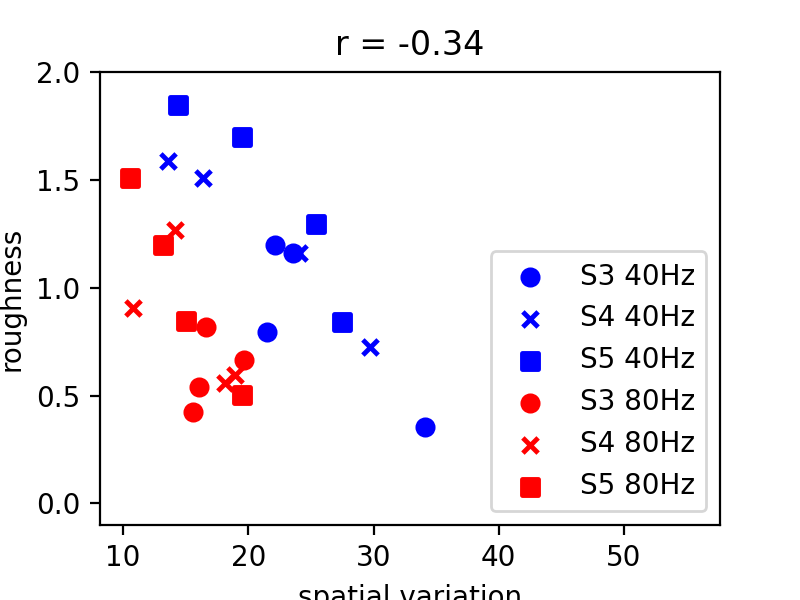 r = -0.34
2.0
1.5
1.0
0.5
0.0
roughness
S3 40Hz
S4 40Hz
S5 40Hz
S3 80Hz
S4 80Hz
S5 80Hz
10 20 30 40 50
spatial variation